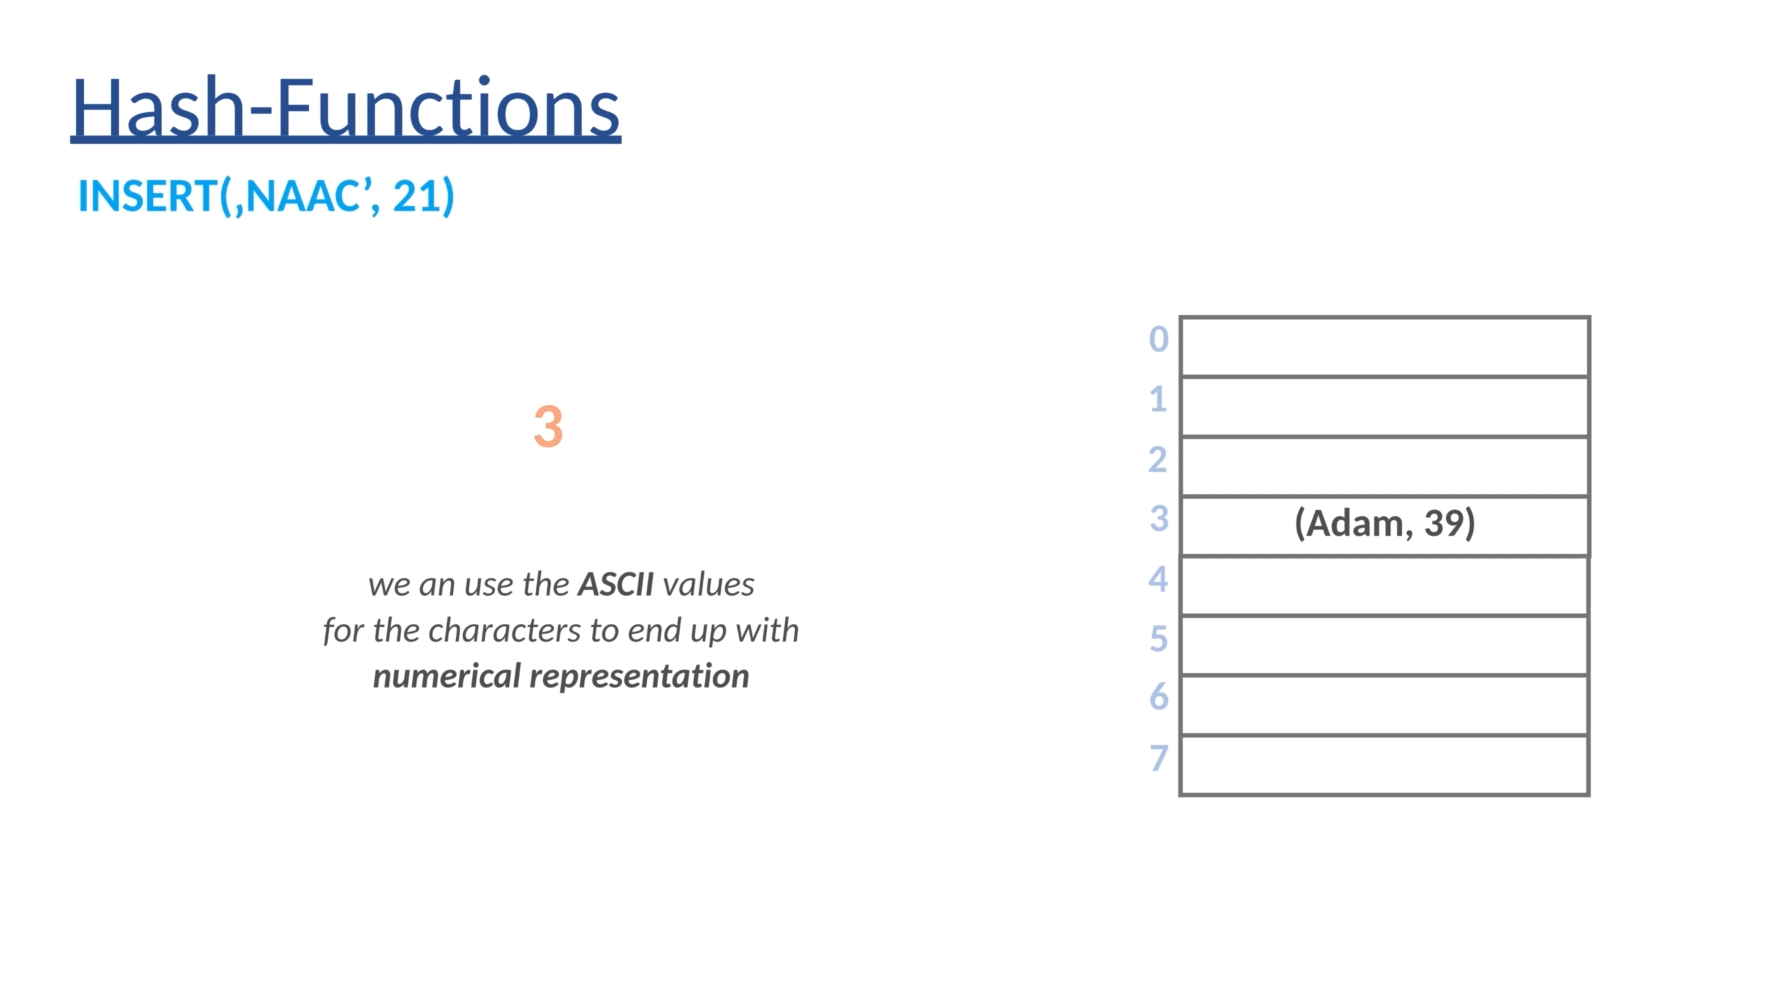 Hash-Functions
INSERT(,NAAC’, 21)
3
we an use the ASCII values
for the characters to end up with
numerical representation
0
1
2
3 (Adam, 39)
4
5
6
7